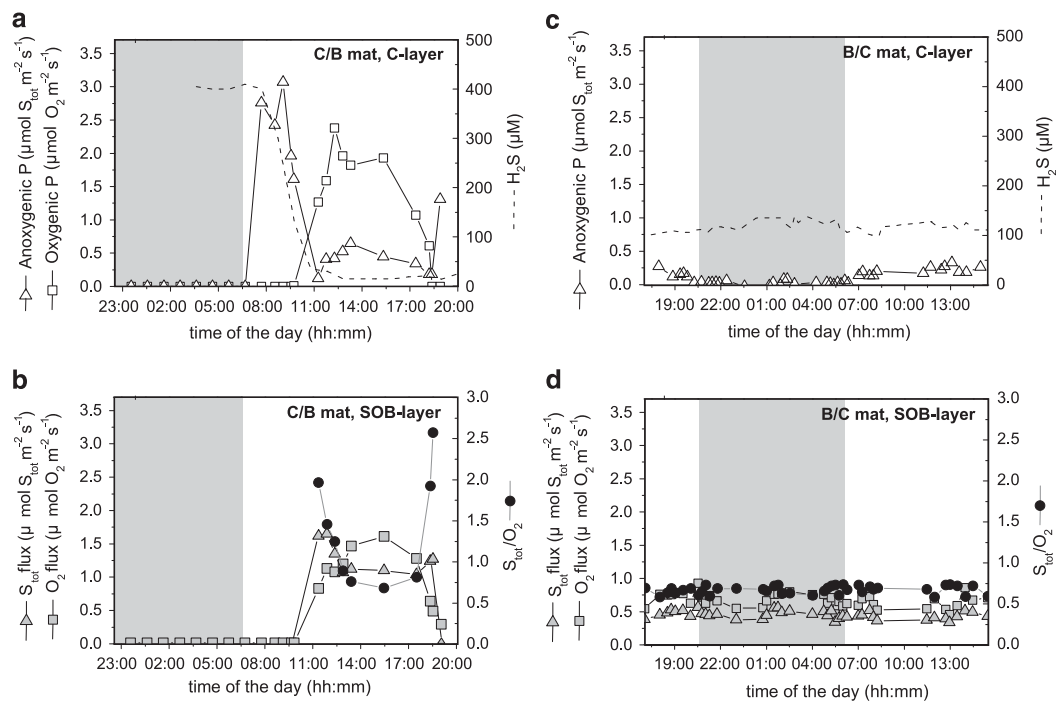 a
C/B mat, C-layer
Anoxygenic P (µmol S_tot m⁻² s⁻¹)
Oxygenic P (µmol O₂ m⁻² s⁻¹)
3.5
3.0
2.5
2.0
1.5
1.0
0.5
0.0
500
400
300
200
100
0
H₂S (µM)
23:00 02:00 05:00 08:00 11:00 14:00 17:00 20:00
time of the day (hh:mm)
b
C/B mat, SOB-layer
S_tot flux (µ mol S_tot m⁻² s⁻¹)
O₂ flux (µ mol O₂ m⁻² s⁻¹)
3.5
3.0
2.5
2.0
1.5
1.0
0.5
0.0
3.0
2.5
2.0
1.5
1.0
0.5
0.0
S_tot/O₂
23:00 02:00 05:00 08:00 11:00 14:00 17:00 20:00
time of the day (hh:mm)
c
B/C mat, C-layer
Anoxygenic P (µmol S_tot m⁻² s⁻¹)
3.5
3.0
2.5
2.0
1.5
1.0
0.5
0.0
500
400
300
200
100
0
H₂S (µM)
19:00 22:00 01:00 04:00 07:00 10:00 13:00
time of the day (hh:mm)
d
B/C mat, SOB-layer
S_tot flux (µ mol S_tot m⁻² s⁻¹)
O₂ flux (µ mol O₂ m⁻² s⁻¹)
3.5
3.0
2.5
2.0
1.5
1.0
0.5
0.0
3.0
2.5
2.0
1.5
1.0
0.5
0.0
S_tot/O₂
19:00 22:00 01:00 04:00 07:00 10:00 13:00
time of the day (hh:mm)